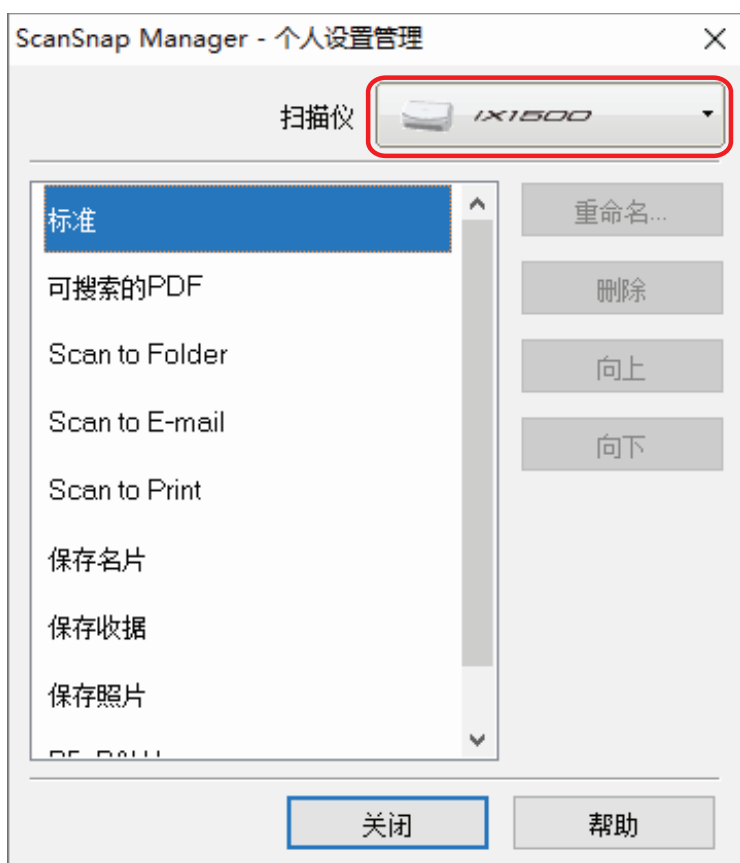 ScanSnap Manager - 个人设置管理
扫描仪
iX1500
标准
可搜索的PDF
Scan to Folder
Scan to E-mail
Scan to Print
保存名片
保存收据
保存照片
重命名...
删除
向上
向下
关闭
帮助